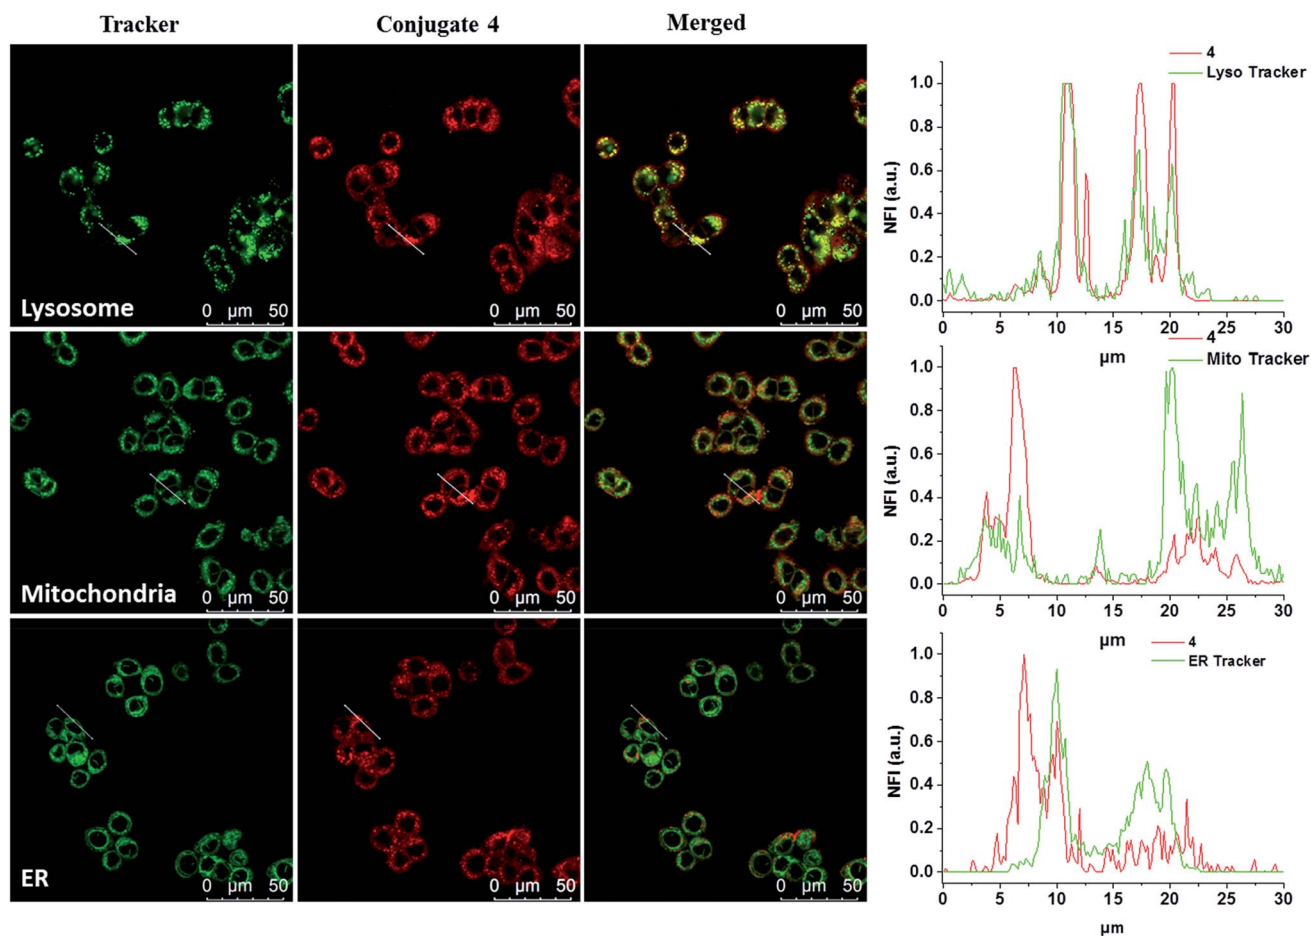 Tracker
Conjugate 4
Merged
Lysosome
0 μm 50
0 μm 50
0 μm 50
4
Lyso Tracker
NFI (a.u.)
1.0
0.8
0.6
0.4
0.2
0.0
0 5 10 15 20 25 30
μm
Mitochondria
0 μm 50
0 μm 50
0 μm 50
4
Mito Tracker
NFI (a.u.)
1.0
0.8
0.6
0.4
0.2
0.0
0 5 10 15 20 25 30
μm
ER
0 μm 50
0 μm 50
0 μm 50
4
ER Tracker
NFI (a.u.)
1.0
0.8
0.6
0.4
0.2
0.0
0 5 10 15 20 25 30
μm